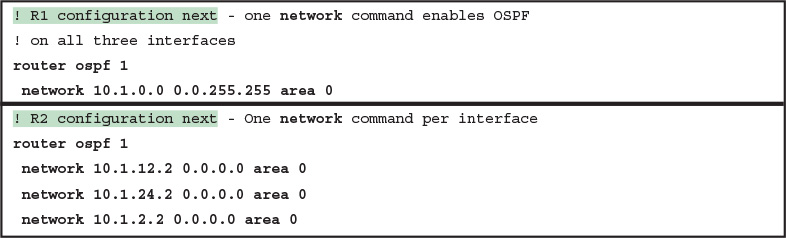 ! R1 configuration next - one network command enables OSPF
! on all three interfaces
router ospf 1
network 10.1.0.0 0.0.255.255 area 0
! R2 configuration next - One network command per interface
router ospf 1
network 10.1.12.2 0.0.0.0 area 0
network 10.1.24.2 0.0.0.0 area 0
network 10.1.2.2 0.0.0.0 area 0